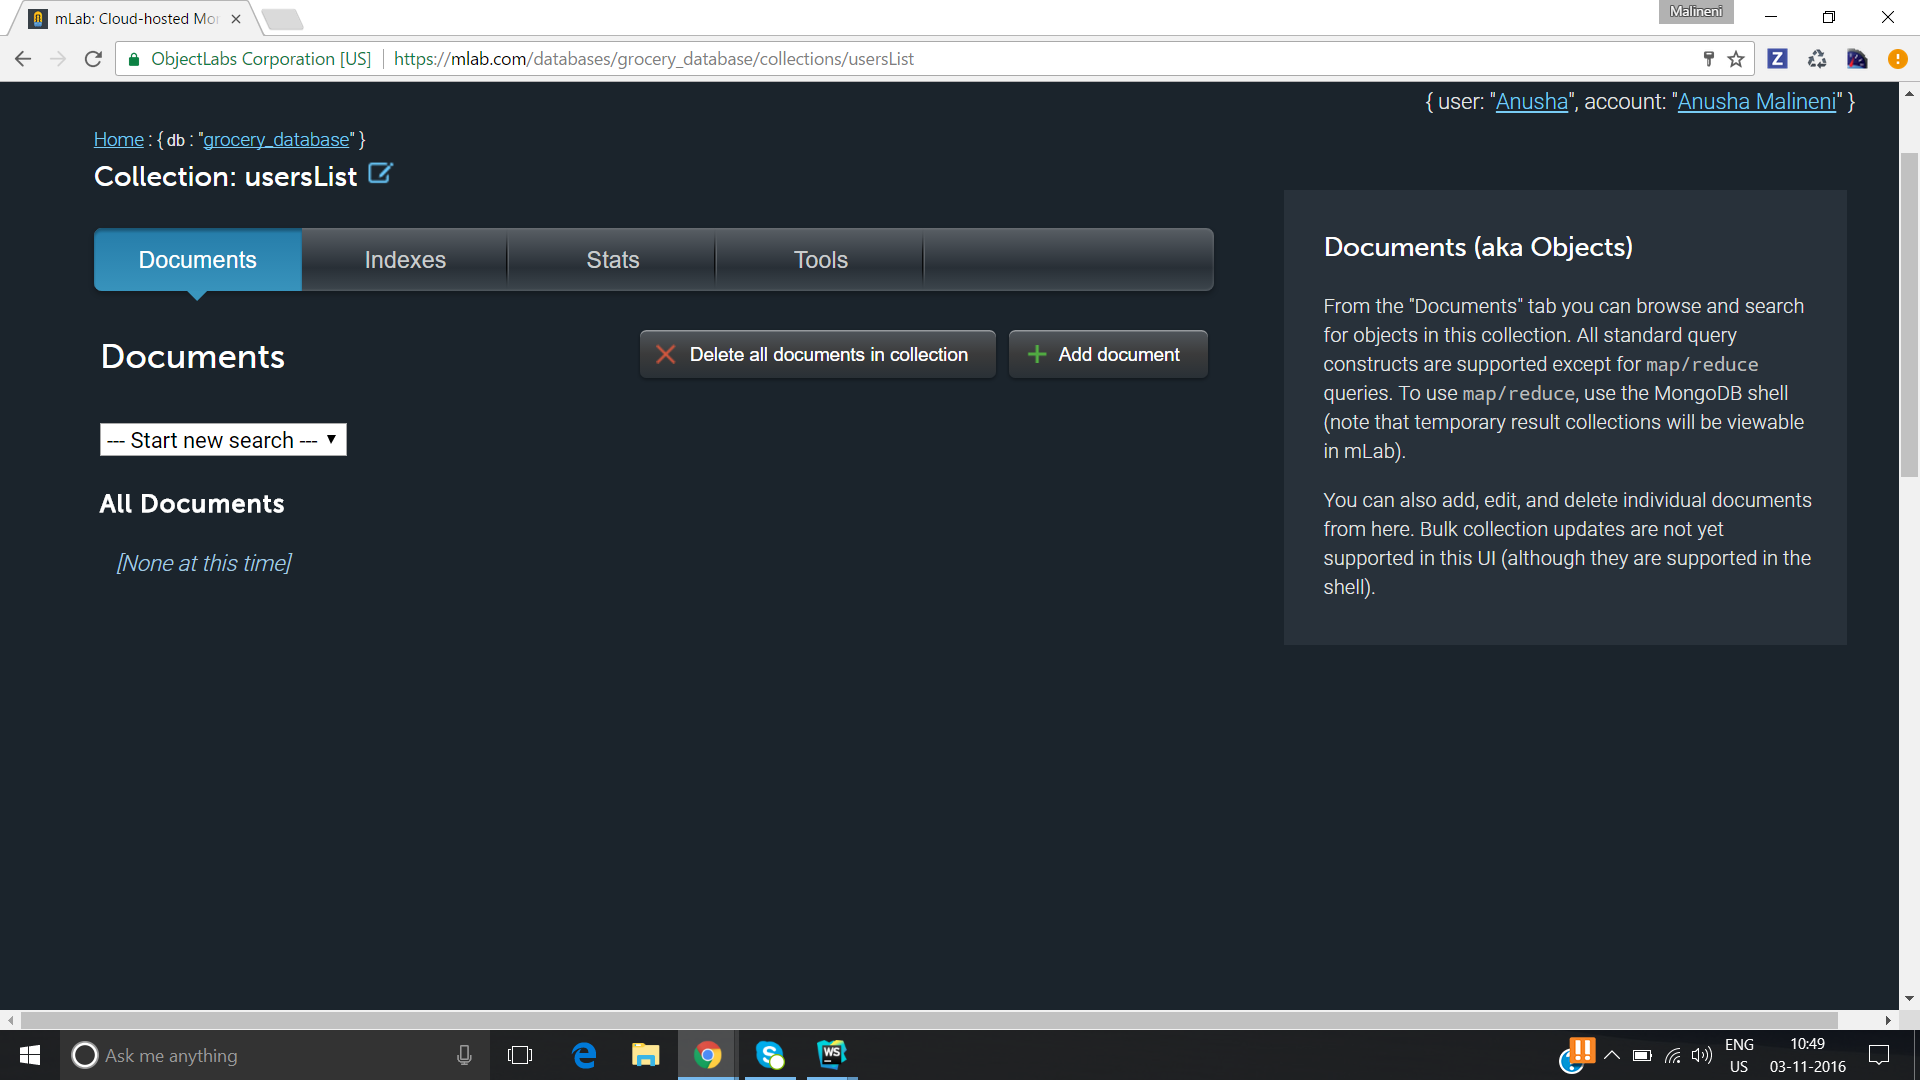 mLab: Cloud-hosted Mo
Malineni
ObjectLabs Corporation [US]
https://mlab.com/databases/grocery_database/collections/usersList
{ user: "Anusha", account: "Anusha Malineni" }
Home : { db : "grocery_database" }
Collection: usersList
Documents
Indexes
Stats
Tools
Documents
Delete all documents in collection
Add document
--- Start new search ---
All Documents
[None at this time]
Documents (aka Objects)
From the "Documents" tab you can browse and search
for objects in this collection. All standard query
constructs are supported except for map/reduce
queries. To use map/reduce, use the MongoDB shell
(note that temporary result collections will be viewable
in mLab).
You can also add, edit, and delete individual documents
from here. Bulk collection updates are not yet
supported in this UI (although they are supported in the
shell).
Ask me anything
WS
ENG
US
10:49
03-11-2016